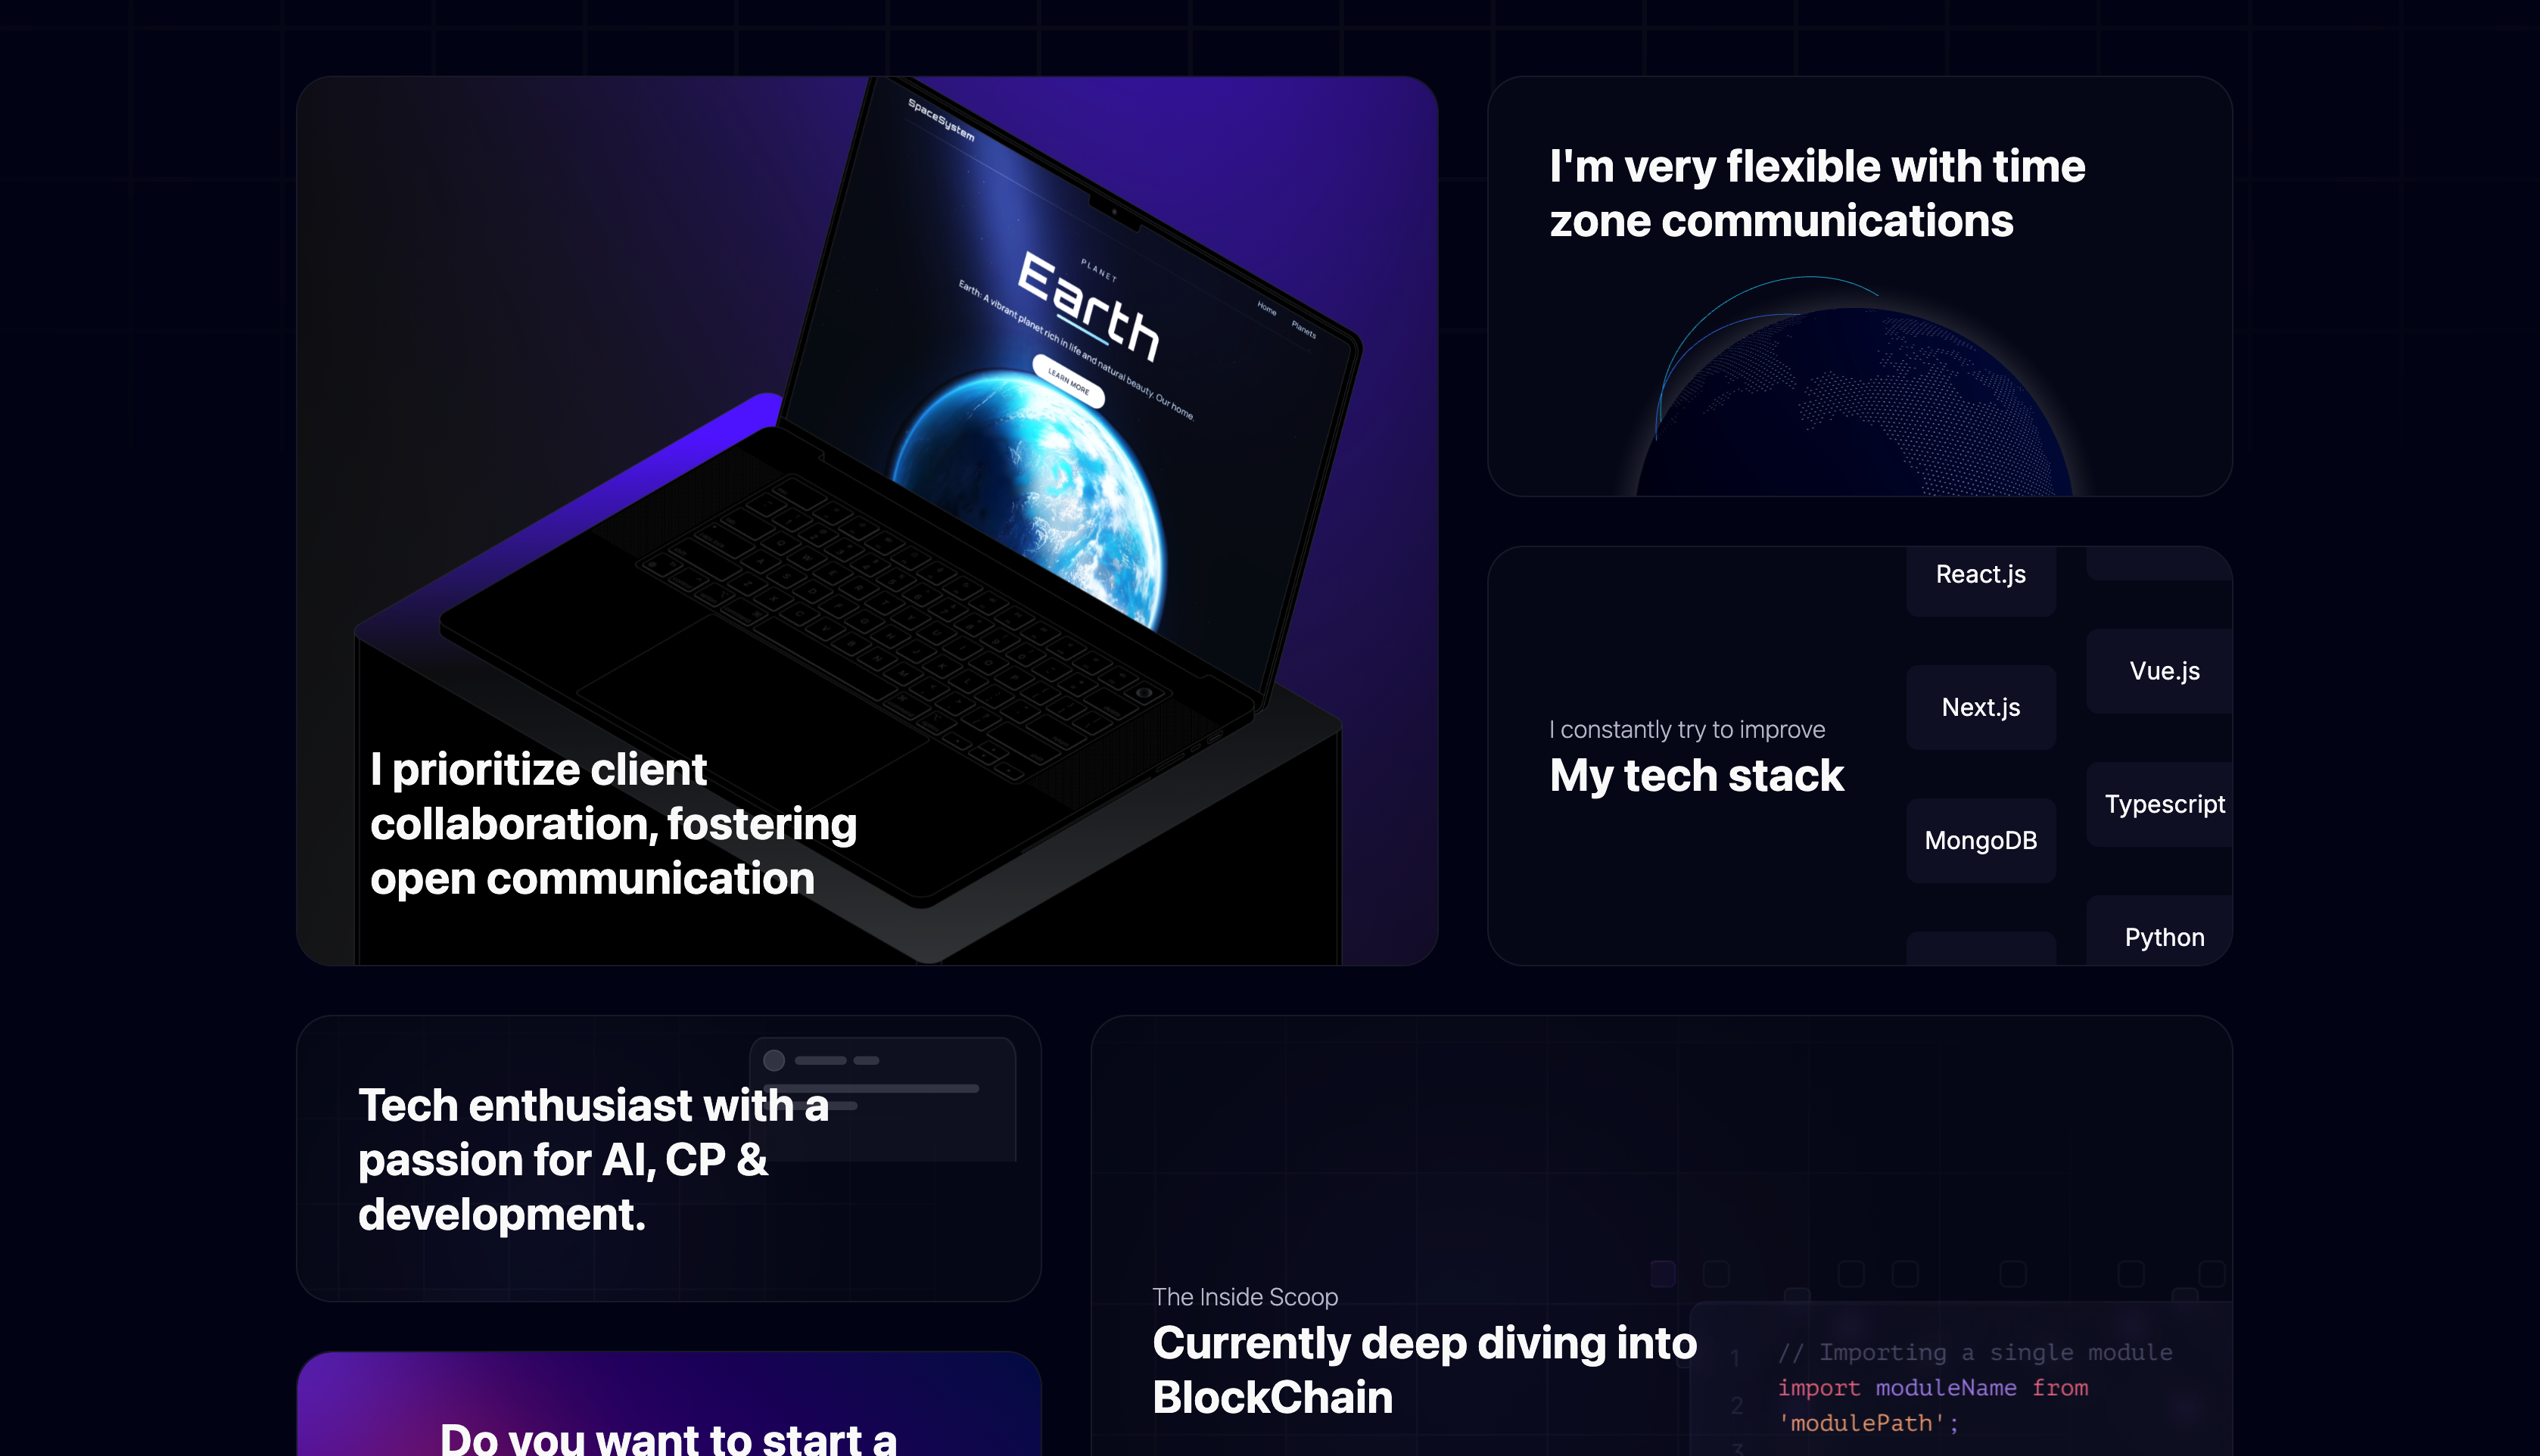 SpaceSystem
Home
Planets
PLANET
Earth
Earth: A vibrant planet rich in life and natural beauty. Our home.
LEARN MORE
I prioritize client
collaboration, fostering
open communication
I'm very flexible with time
zone communications
I constantly try to improve
My tech stack
React.js
Next.js
MongoDB
Vue.js
Typescript
Python
Tech enthusiast with a
passion for AI, CP &
development.
Do you want to start a
The Inside Scoop
Currently deep diving into
BlockChain
1 // Importing a single module
2 import moduleName from
'modulePath';
3